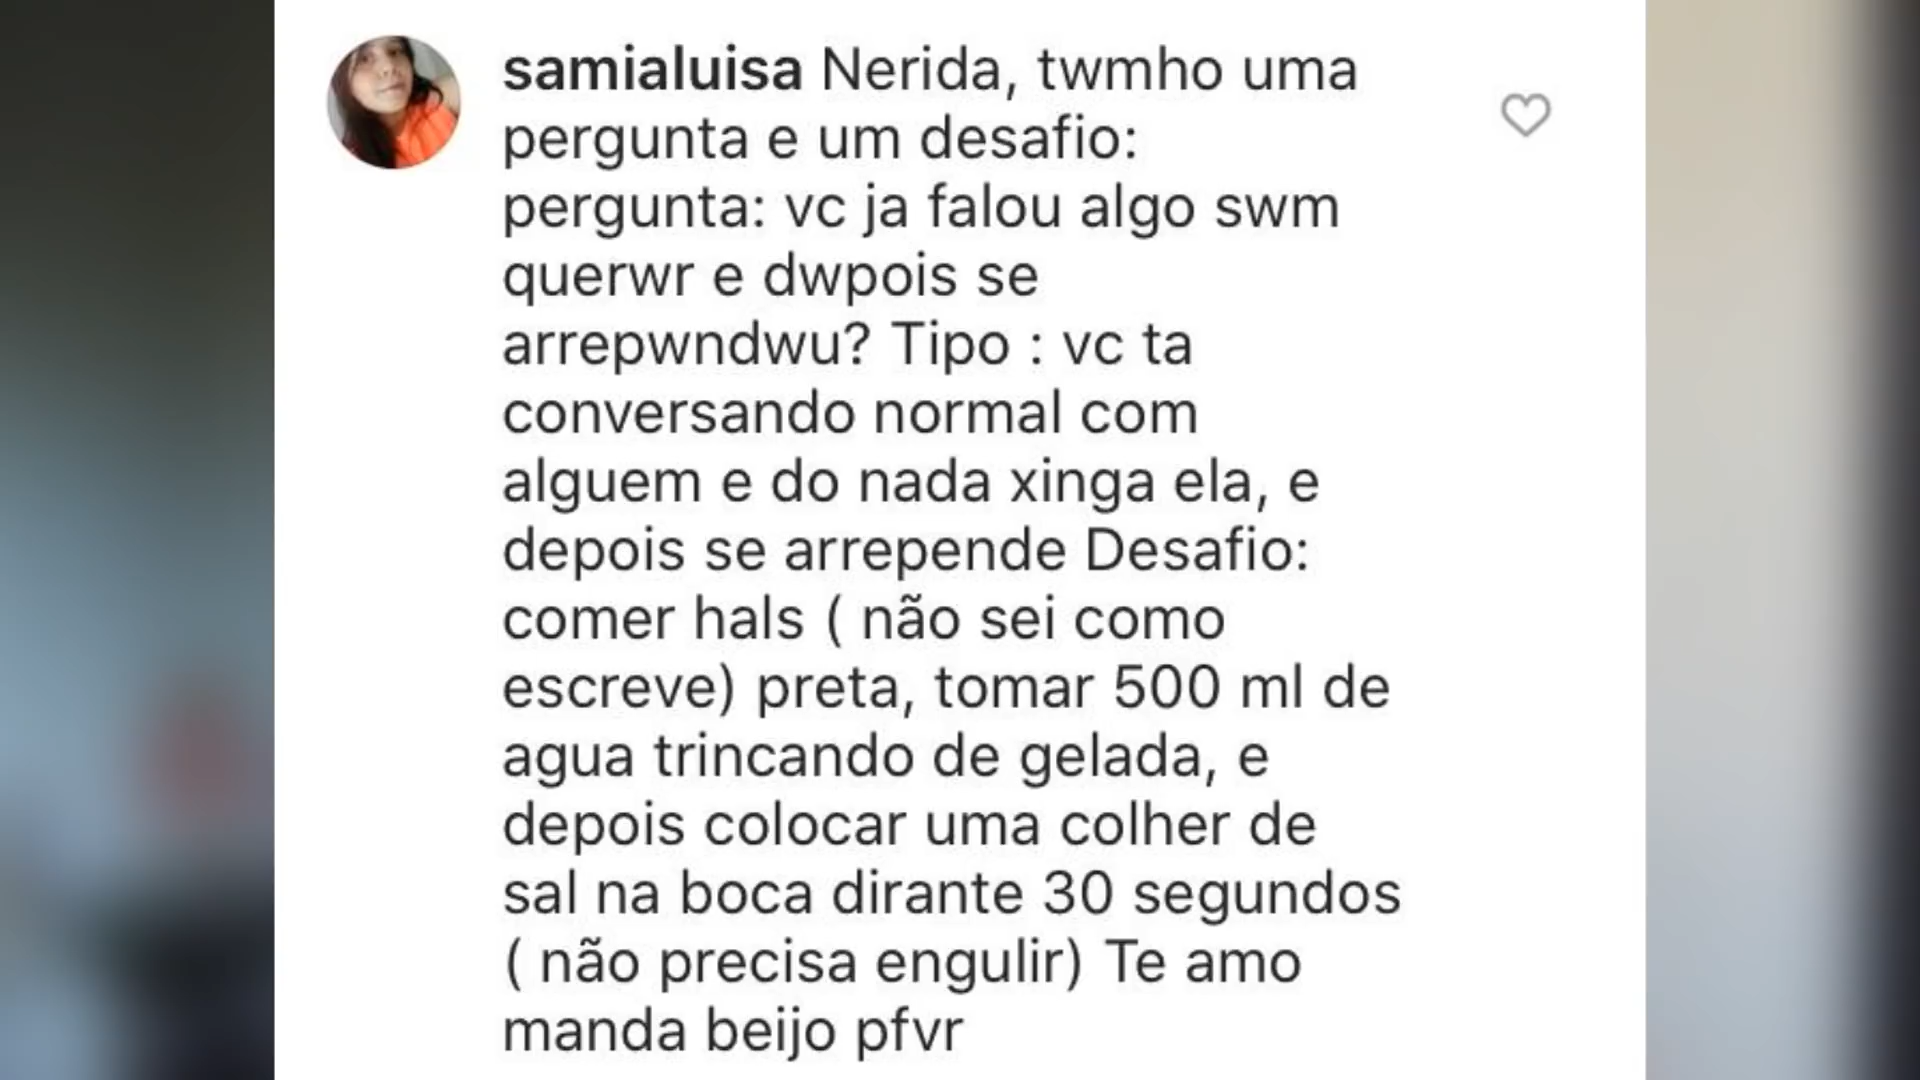 samialuisa Nerida, twmho uma
pergunta e um desafio:
pergunta: vc ja falou algo swm
querwr e dwpois se
arrepwndwu? Tipo : vc ta
conversando normal com
alguem e do nada xinga ela, e
depois se arrepende Desafio:
comer hals ( não sei como
escreve) preta, tomar 500 ml de
agua trincando de gelada, e
depois colocar uma colher de
sal na boca dirante 30 segundos
( não precisa engulir) Te amo
manda beijo pfvr